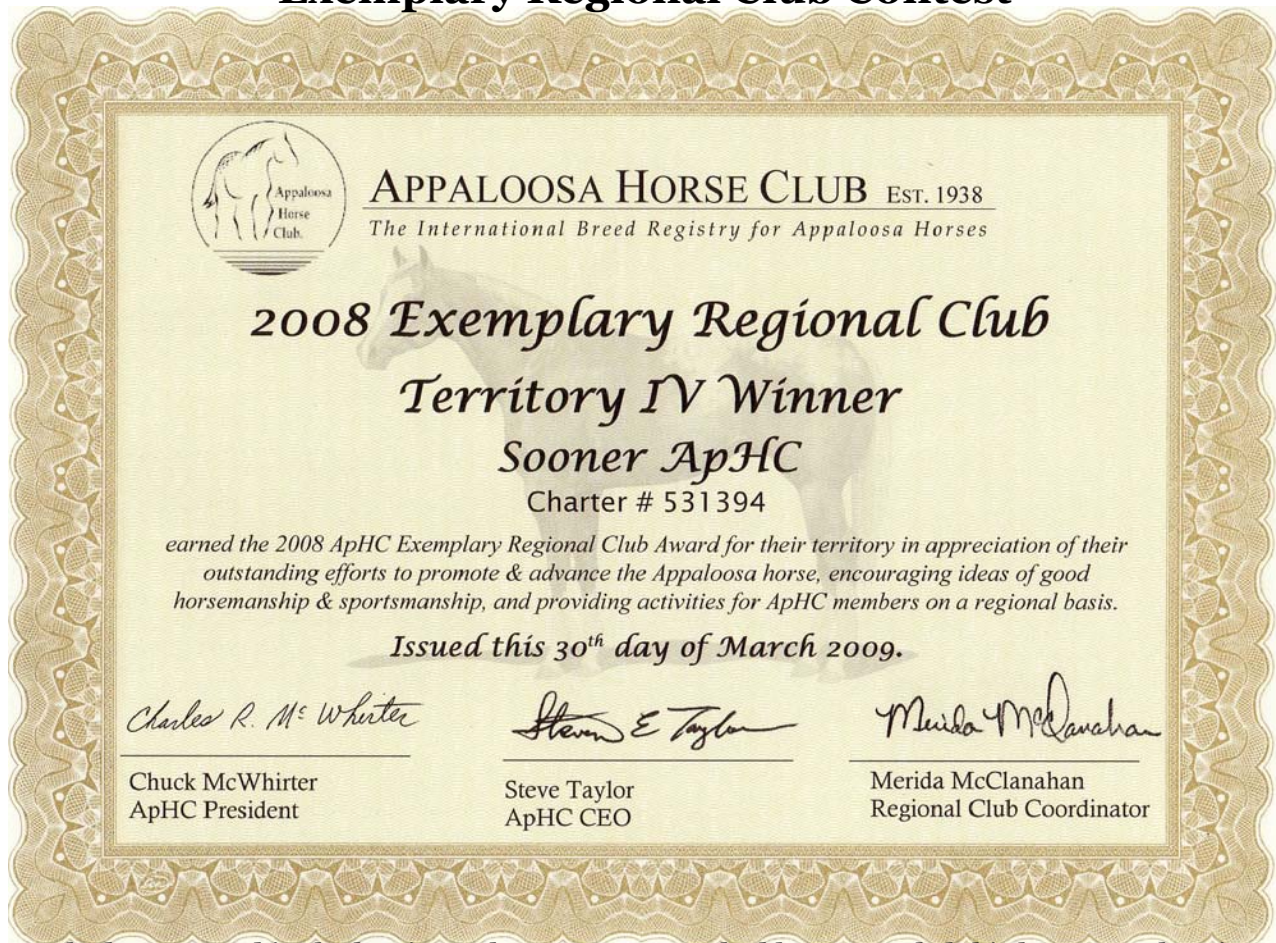 Exemplary Regional Club Contest
Appaloosa
Horse
Club.
APPALOOSA HORSE CLUB EST. 1938
The International Breed Registry for Appaloosa Horses
2008 Exemplary Regional Club
Territory IV Winner
Sooner ApHC
Charter # 531394
earned the 2008 ApHC Exemplary Regional Club Award for their territory in appreciation of their
outstanding efforts to promote & advance the Appaloosa horse, encouraging ideas of good
horsemanship & sportsmanship, and providing activities for ApHC members on a regional basis.
Issued this 30th day of March 2009.
Charles R. McWhirter
Steven E Taylor
Merida McClanahan
Chuck McWhirter
ApHC President
Steve Taylor
ApHC CEO
Merida McClanahan
Regional Club Coordinator